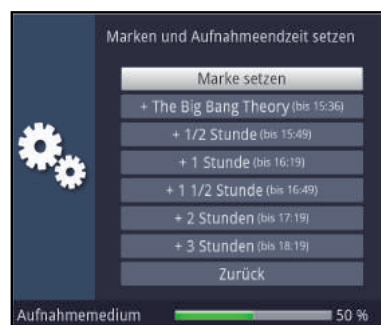 Marken und Aufnahmeendzeit setzen
Marke setzen
+ The Big Bang Theory (bis 15:36)
+ 1/2 Stunde (bis 15:49)
+ 1 Stunde (bis 16:19)
+ 1 1/2 Stunde (bis 16:49)
+ 2 Stunden (bis 17:19)
+ 3 Stunden (bis 18:19)
Zurück
Aufnahmemedium 50 %